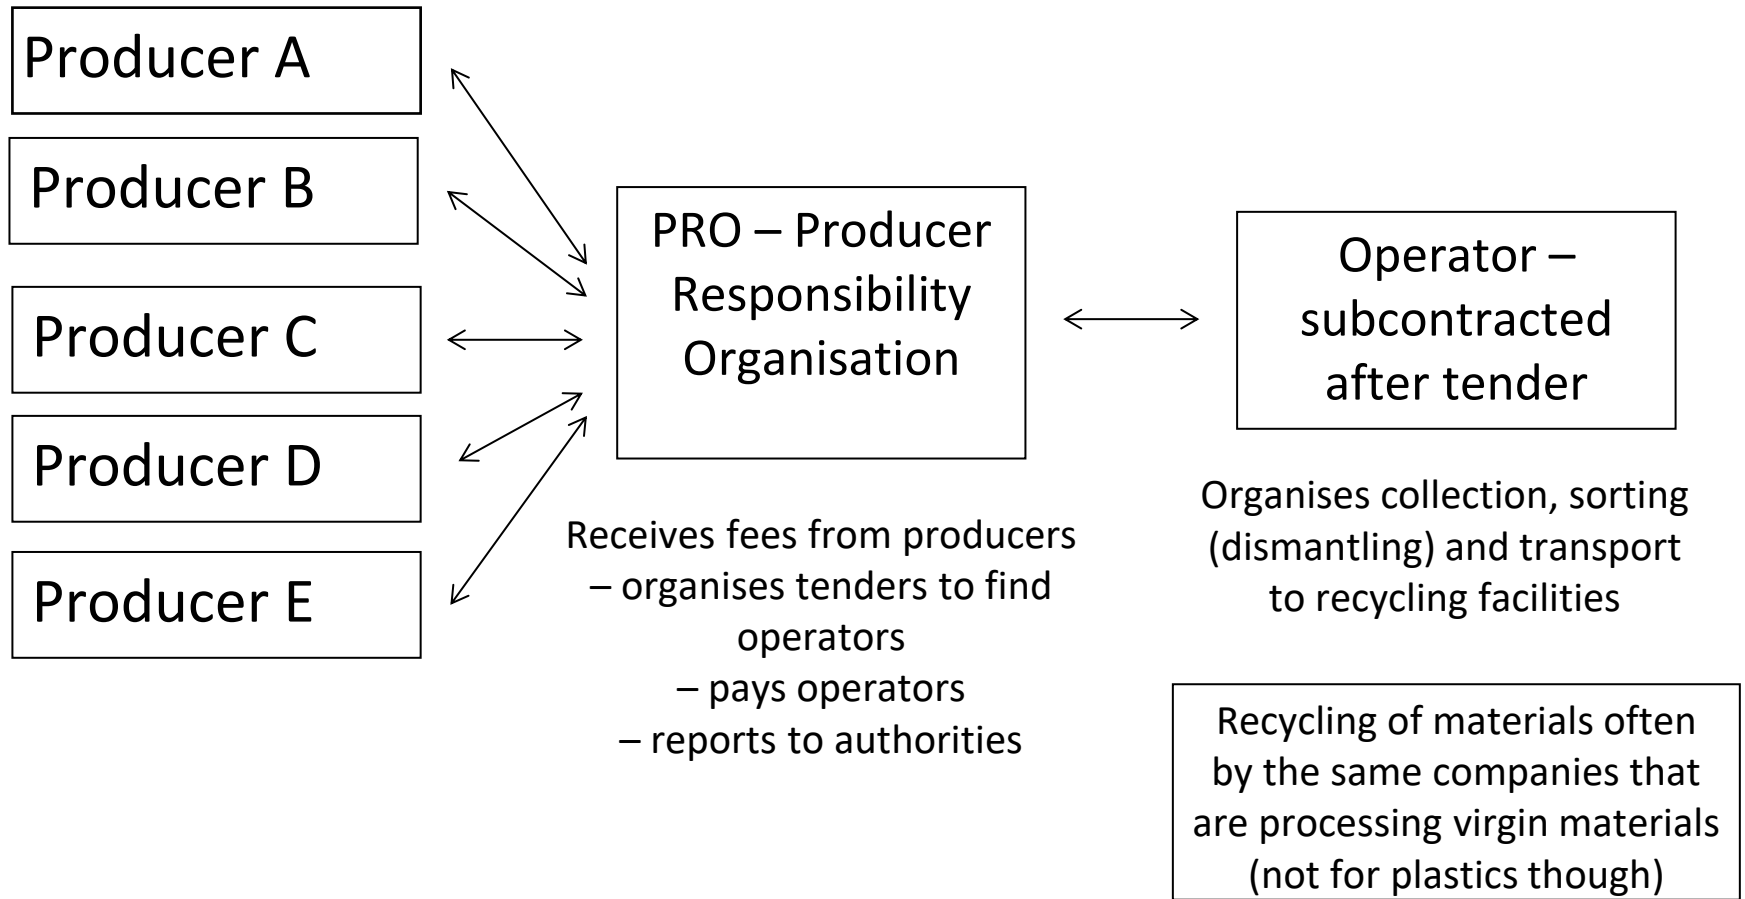 Producer A
Producer B
Producer C
Producer D
Producer E
PRO – Producer
Responsibility
Organisation
Receives fees from producers
– organises tenders to find
operators
– pays operators
– reports to authorities
Operator –
subcontracted
after tender
Organises collection, sorting
(dismantling) and transport
to recycling facilities
Recycling of materials often
by the same companies that
are processing virgin materials
(not for plastics though)